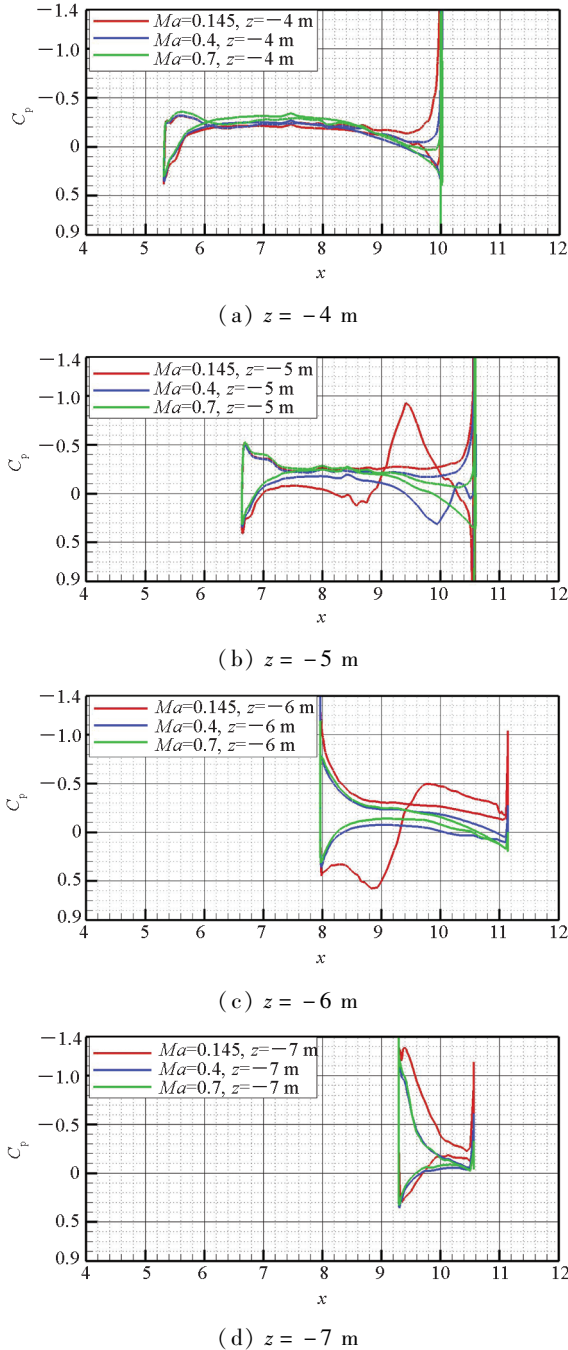 −1.4
Ma=0.145, z=−4 m
Ma=0.4, z=−4 m
−1.0
Ma=0.7, z=−4 m
−0.5
Cp
0
0.5
0.9
4 5 6 7 8 9 10 11 12
x
(a) z = −4 m
−1.4
Ma=0.145, z=−5 m
Ma=0.4, z=−5 m
−1.0
Ma=0.7, z=−5 m
−0.5
Cp
0
0.5
0.9
4 5 6 7 8 9 10 11 12
x
(b) z = −5 m
−1.4
Ma=0.145, z=−6 m
Ma=0.4, z=−6 m
−1.0
Ma=0.7, z=−6 m
−0.5
Cp
0
0.5
0.9
4 5 6 7 8 9 10 11 12
x
(c) z = −6 m
−1.4
Ma=0.145, z=−7 m
Ma=0.4, z=−7 m
−1.0
Ma=0.7, z=−7 m
−0.5
Cp
0
0.5
0.9
4 5 6 7 8 9 10 11 12
x
(d) z = −7 m